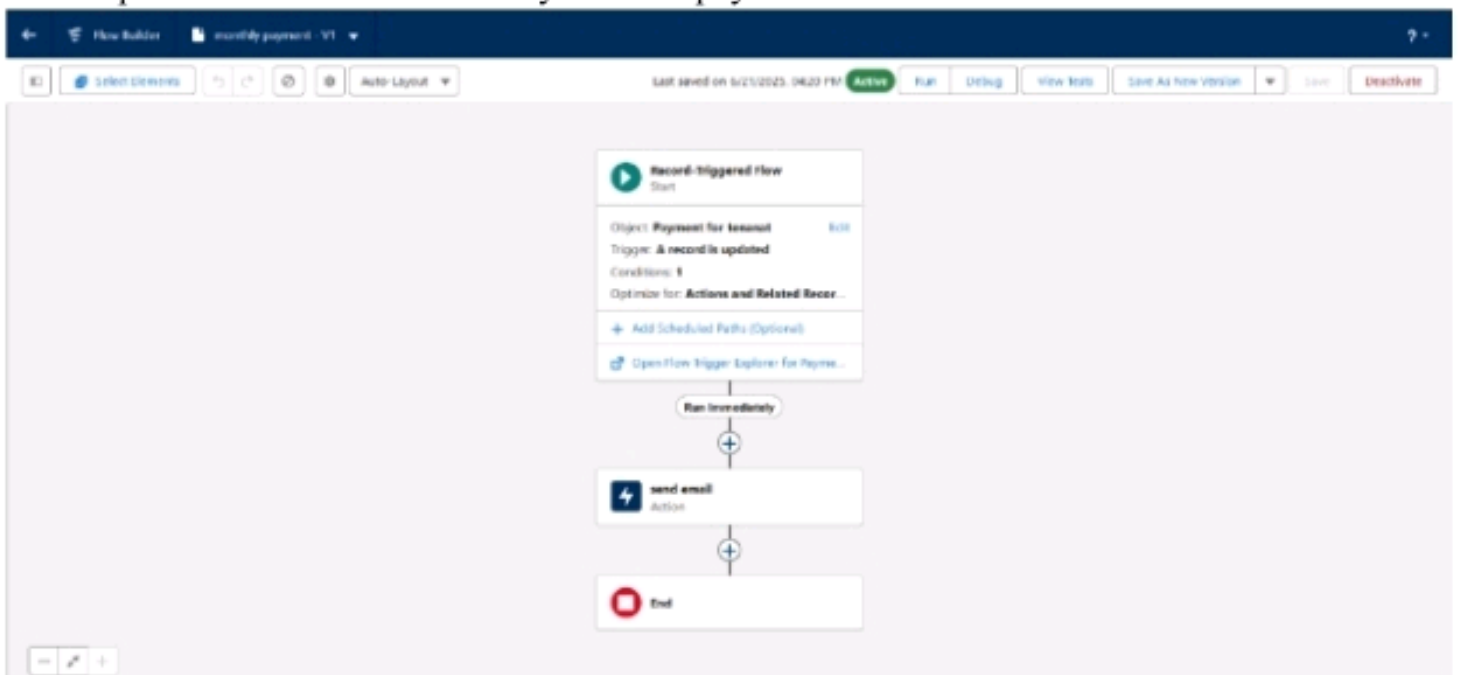 Flow Builder monthly payment - V1
Select Elements Auto-Layout Last saved on 6/21/2025, 04:20 PM Active Run Debug View Tests Save As New Version Save Deactivate
Record-Triggered Flow
Start
Object: Payment for tenanat Edit
Trigger: A record is updated
Conditions: 1
Optimize for: Actions and Related Recor...
+ Add Scheduled Paths (Optional)
Open Flow Trigger Explorer for Payme...
Run Immediately
send email
Action
End